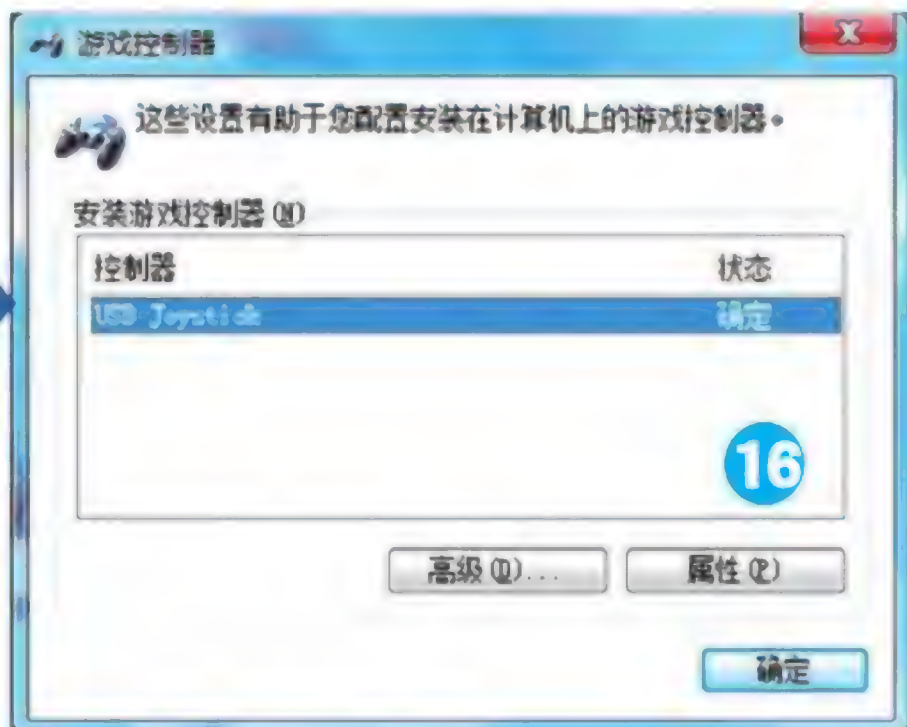 游戏控制器
这些设置有助于您配置安装在计算机上的游戏控制器。
安装游戏控制器
控制器 状态
USB Joystick 确定
16
高级 ... 属性 (P)
确定